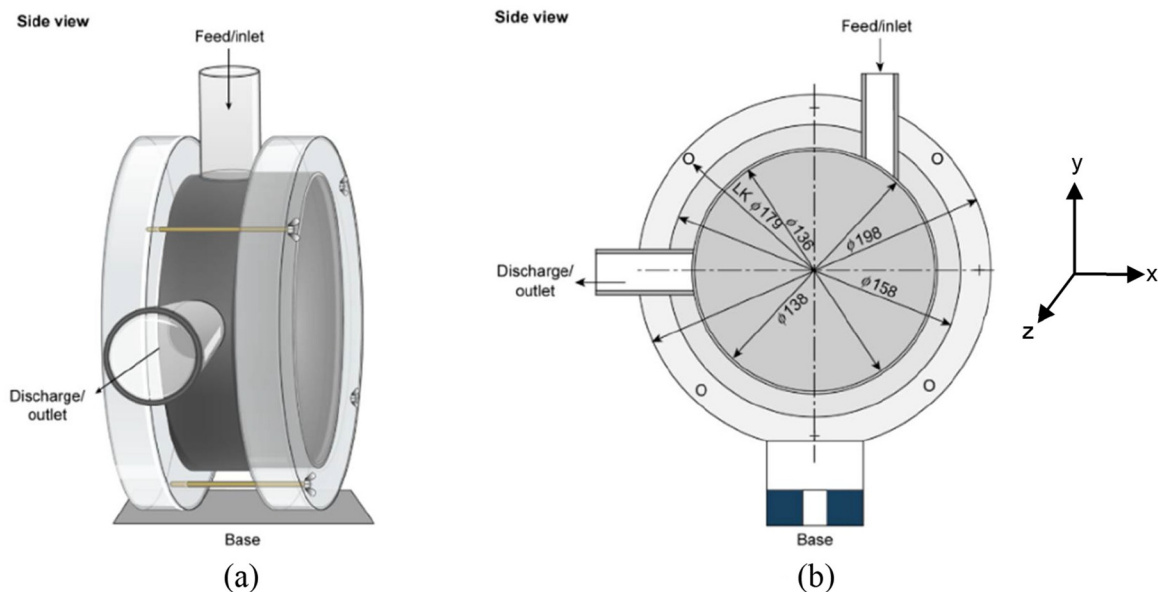 Side view
Feed/inlet
Discharge/
outlet
Base
(a)
Side view
Feed/inlet
LK ϕ179
ϕ136
ϕ198
ϕ158
ϕ138
Discharge/
outlet
Base
(b)
y
x
z